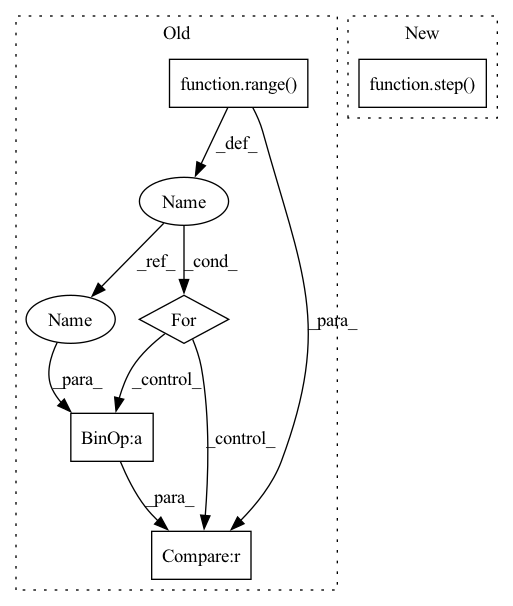 Old
New
function.range()
function.step()
_def_
Name
_ref_
_cond_
Name
For
_para_
_para_
_control_
BinOp:a
_control_
_para_
Compare:r